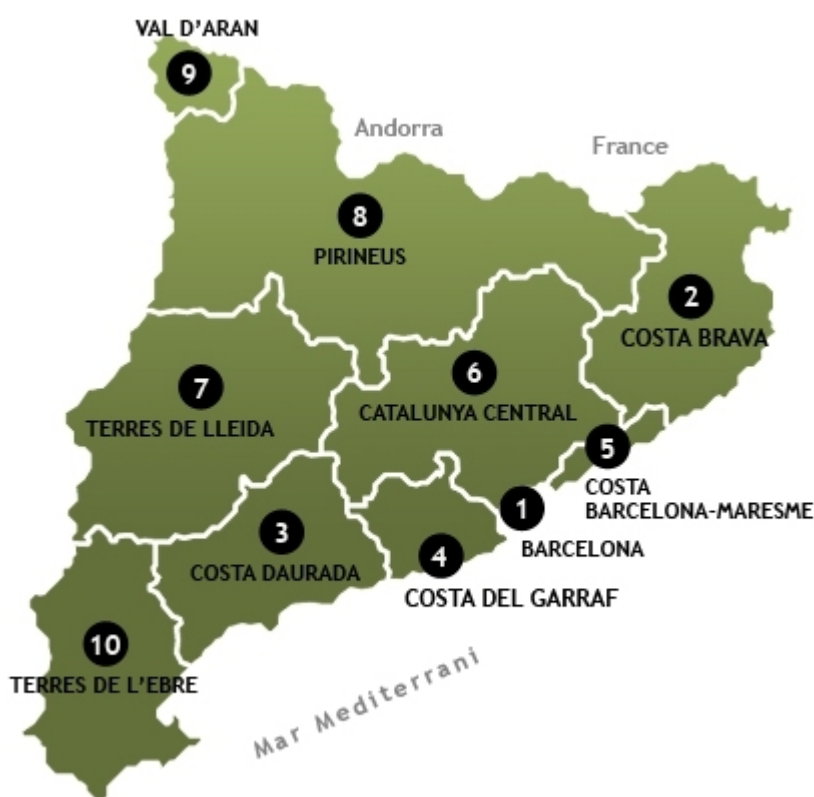 VAL D'ARAN
9
Andorra
France
8
PIRINEUS
2
COSTA BRAVA
6
CATALUNYA CENTRAL
7
TERRES DE LLEIDA
5
COSTA
BARCELONA-MARESME
1
BARCELONA
3
COSTA DAURADA
4
COSTA DEL GARRAF
10
TERRES DE L'EBRE
Mar Mediterrani